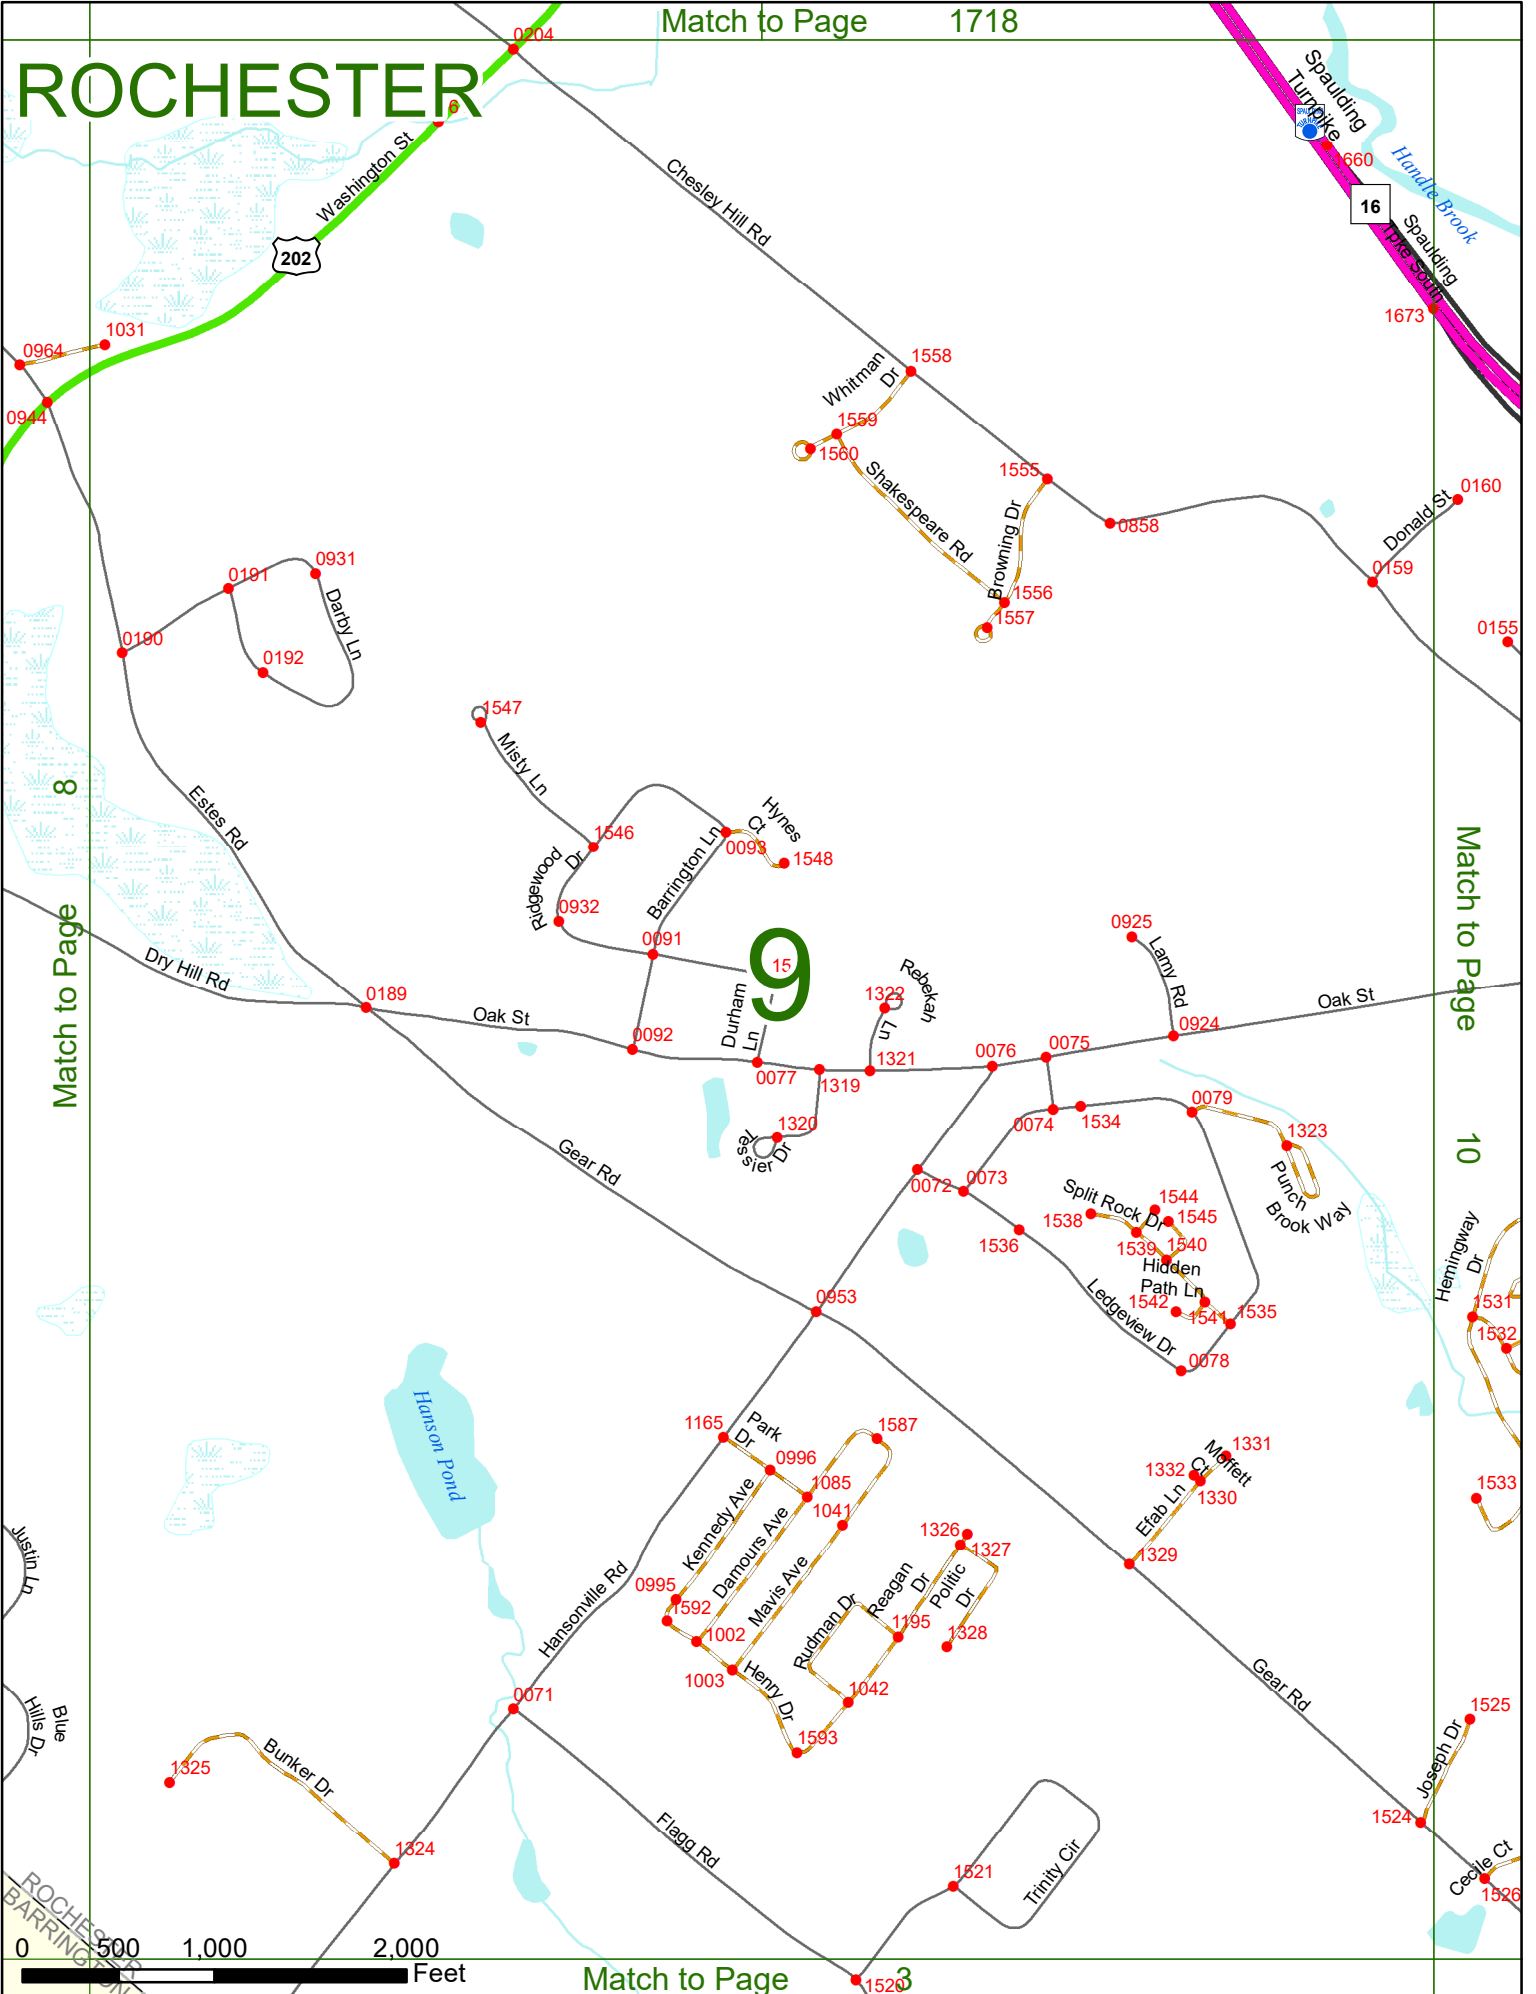 Match to Page 1718
0204
ROCHESTER
6
Washington St
202
Chesley Hill Rd
Spaulding
Turnpike
SPAULDING
TURNPIKE
1660
16
Handle Brook
Spaulding
Tpke South
1673
1031
0964
0944
1558
Whitman
Dr
1559
1560
Shakespeare Rd
1555
Browning Dr
0858
1556
1557
0160
Donald St
0159
0155
0931
0191
Darby Ln
0190
0192
1547
Misty Ln
Estes Rd
1546
Ridgewood
Dr
0932
Barrington Ln
Hynes
Ct
0093
1548
0091
Match to Page 8
Match to Page 10
Dry Hill Rd
0189
Oak St
0092
Durham
Ln
15
9
0077
1319
1320
Tessier Dr
1322
Rebekah
Ln
1321
0925
Lamy Rd
0924
Oak St
0076
0075
0074
1534
0079
1323
Punch
Brook Way
Gear Rd
0072
0073
1536
Split Rock Dr
1538
1544
1545
1539
1540
Hidden
Path Ln
1542
1541
1535
Ledgeview Dr
0078
0953
Hemingway
Dr
1531
1532
1533
Hanson Pond
1165
Park
Dr
0996
1587
1085
1041
Kennedy Ave
Damours Ave
Mavis Ave
0995
1592
1002
1003
Henry Dr
1593
1042
Rudman Dr
Reagan
Dr
1195
1326
1327
Politic
Dr
1328
Moffett
Ct
1331
1332
1330
Efab Ln
1329
Justin Ln
Hansonville Rd
0071
Blue
Hills Dr
1325
Bunker Dr
1324
Gear Rd
1525
Joseph Dr
1524
Cecile Ct
1526
Flagg Rd
1521
Trinity Cir
1520
ROCHESTER
BARRINGTON
0 500 1,000 2,000
Feet
Match to Page 3